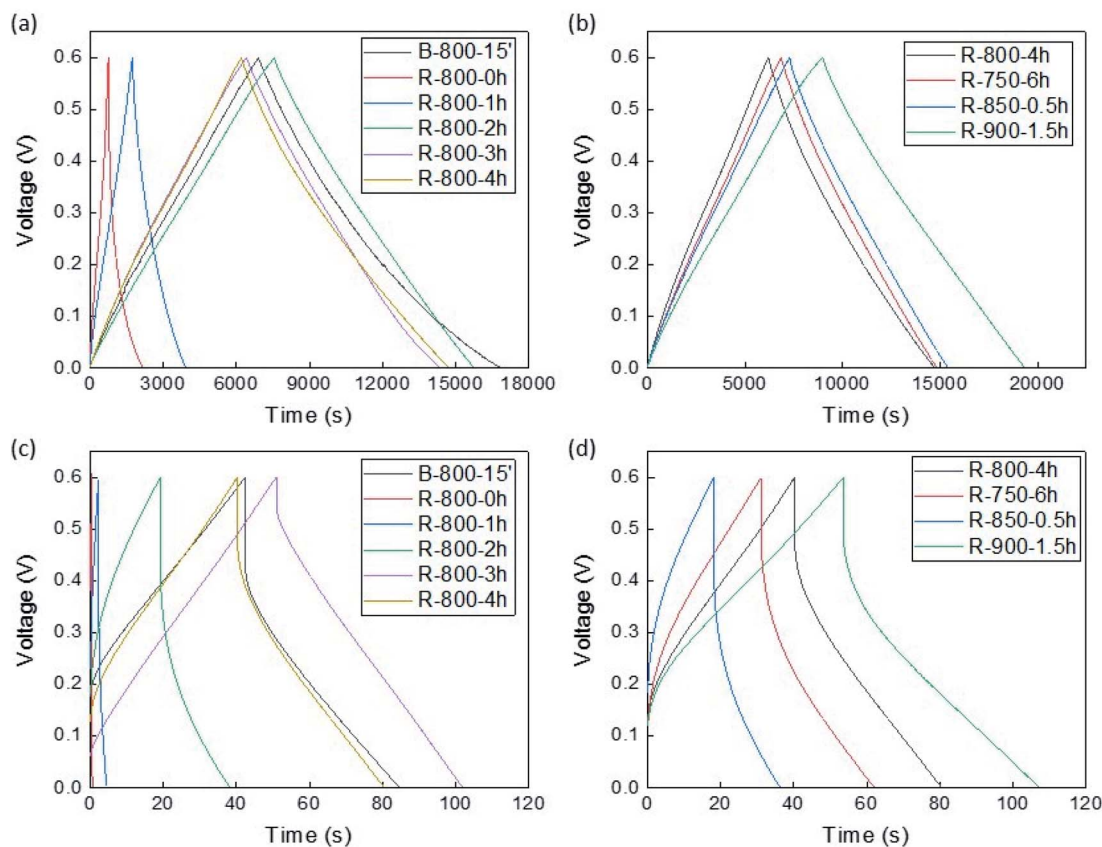 (a)
Voltage (V)
0.6
0.5
0.4
0.3
0.2
0.1
0.0
B-800-15'
R-800-0h
R-800-1h
R-800-2h
R-800-3h
R-800-4h
0 3000 6000 9000 12000 15000 18000
Time (s)
(b)
Voltage (V)
0.6
0.5
0.4
0.3
0.2
0.1
0.0
R-800-4h
R-750-6h
R-850-0.5h
R-900-1.5h
0 5000 10000 15000 20000
Time (s)
(c)
Voltage (V)
0.6
0.5
0.4
0.3
0.2
0.1
0.0
B-800-15'
R-800-0h
R-800-1h
R-800-2h
R-800-3h
R-800-4h
0 20 40 60 80 100 120
Time (s)
(d)
Voltage (V)
0.6
0.5
0.4
0.3
0.2
0.1
0.0
R-800-4h
R-750-6h
R-850-0.5h
R-900-1.5h
0 20 40 60 80 100 120
Time (s)